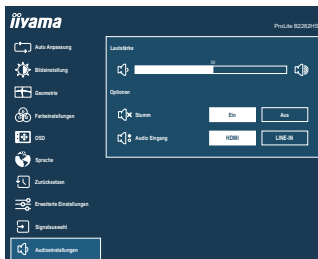 iiyama
ProLite B2282HS
Auto Anpassung
Bildeinstellung
Geometrie
Farbeinstellungen
OSD
Sprache
Zurücksetzen
Erweiterte Einstellungen
Signalauswahl
Audioeinstellungen
Lautstärke
50
Optionen
Stumm
Ein
Aus
Audio Eingang
HDMI
LINE-IN